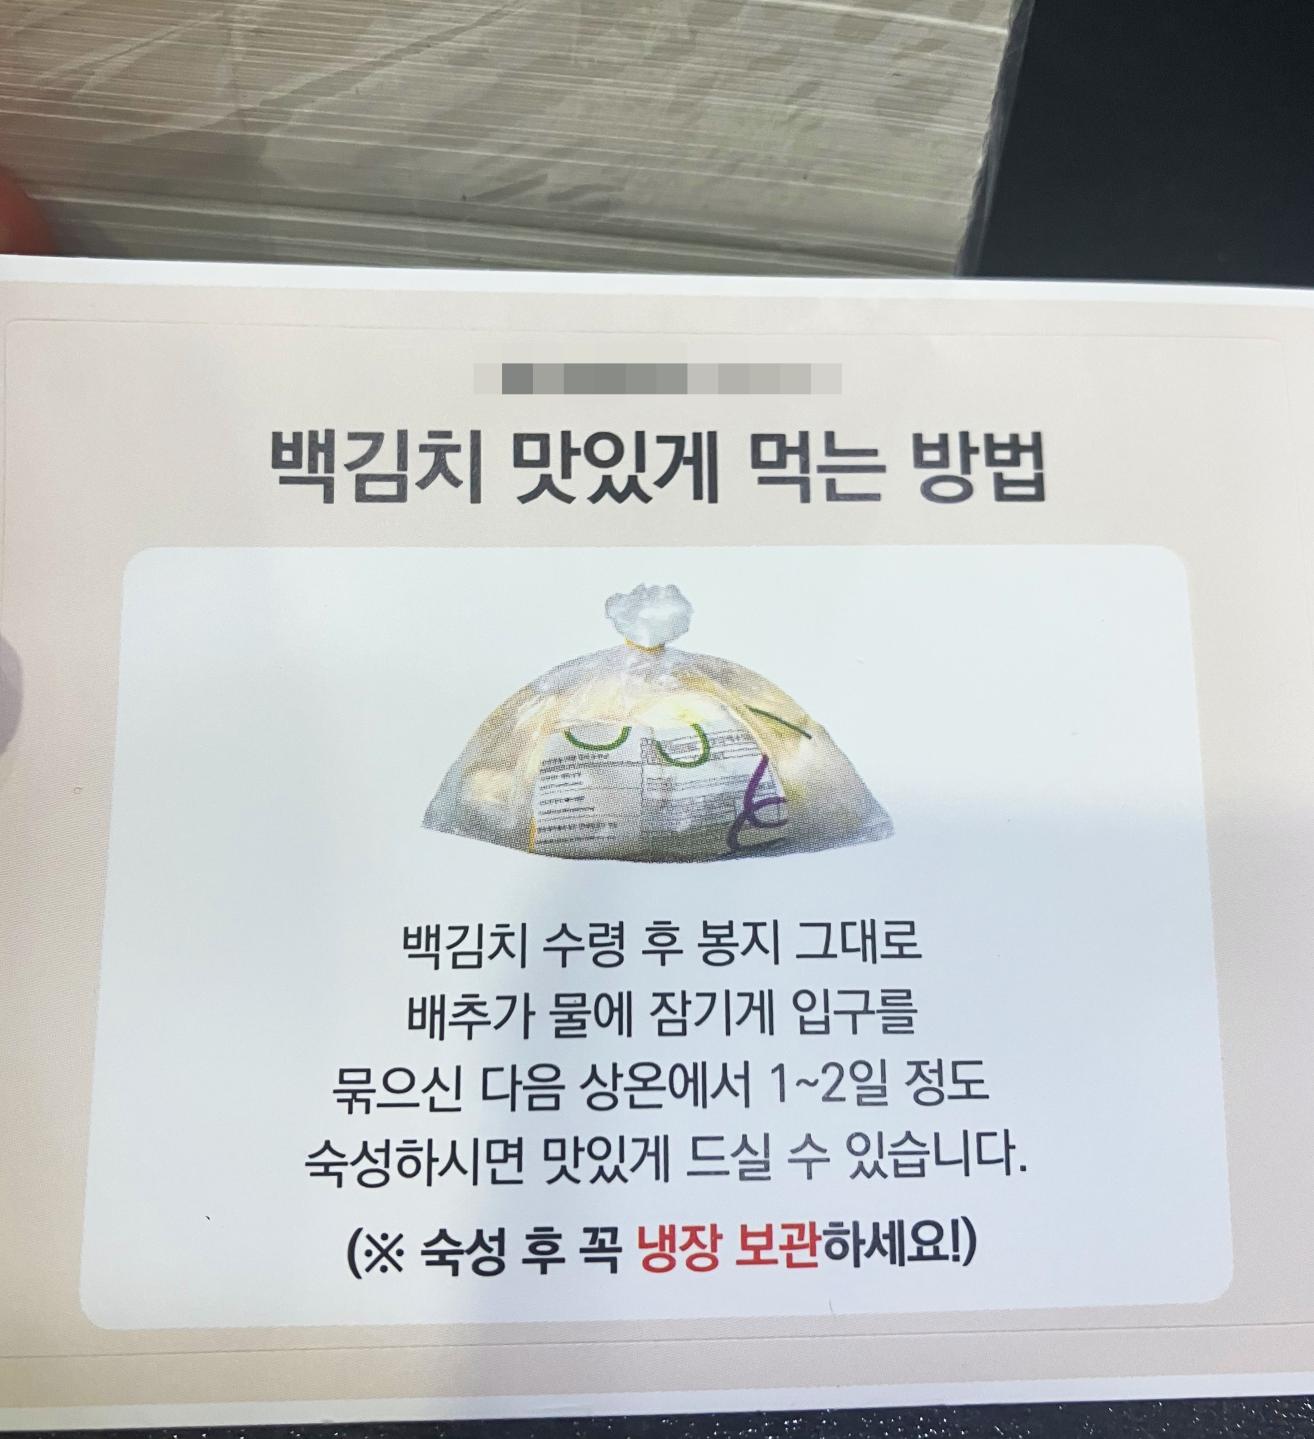 백김치 맛있게 먹는 방법
백김치 수령 후 봉지 그대로
배추가 물에 잠기게 입구를
묶으신 다음 상온에서 1~2일 정도
숙성하시면 맛있게 드실 수 있습니다.
(※ 숙성 후 꼭 냉장 보관하세요!)